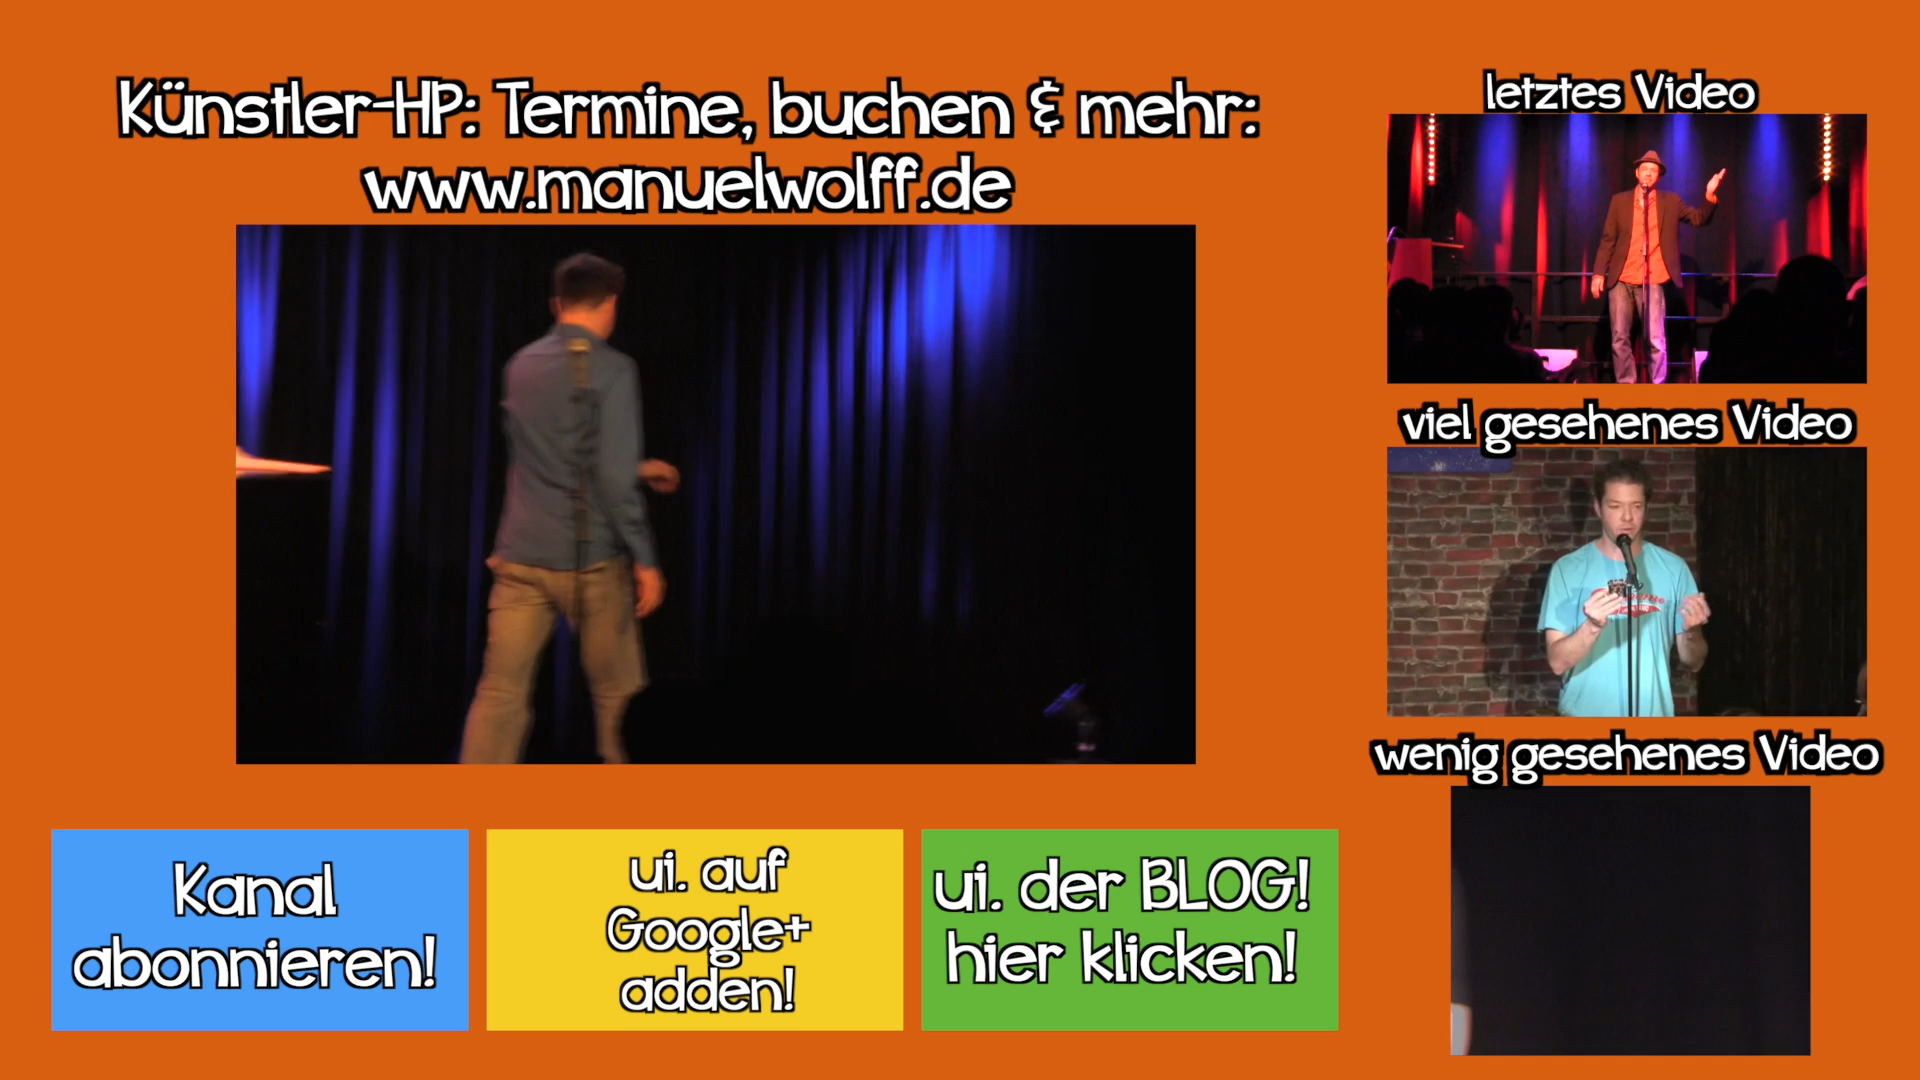 Künstler-HP: Termine, buchen & mehr:
www.manuelwolff.de
letztes Video
viel gesehenes Video
wenig gesehenes Video
Kanal
abonnieren!
ui. auf
Google+
adden!
ui. der BLOG!
hier klicken!